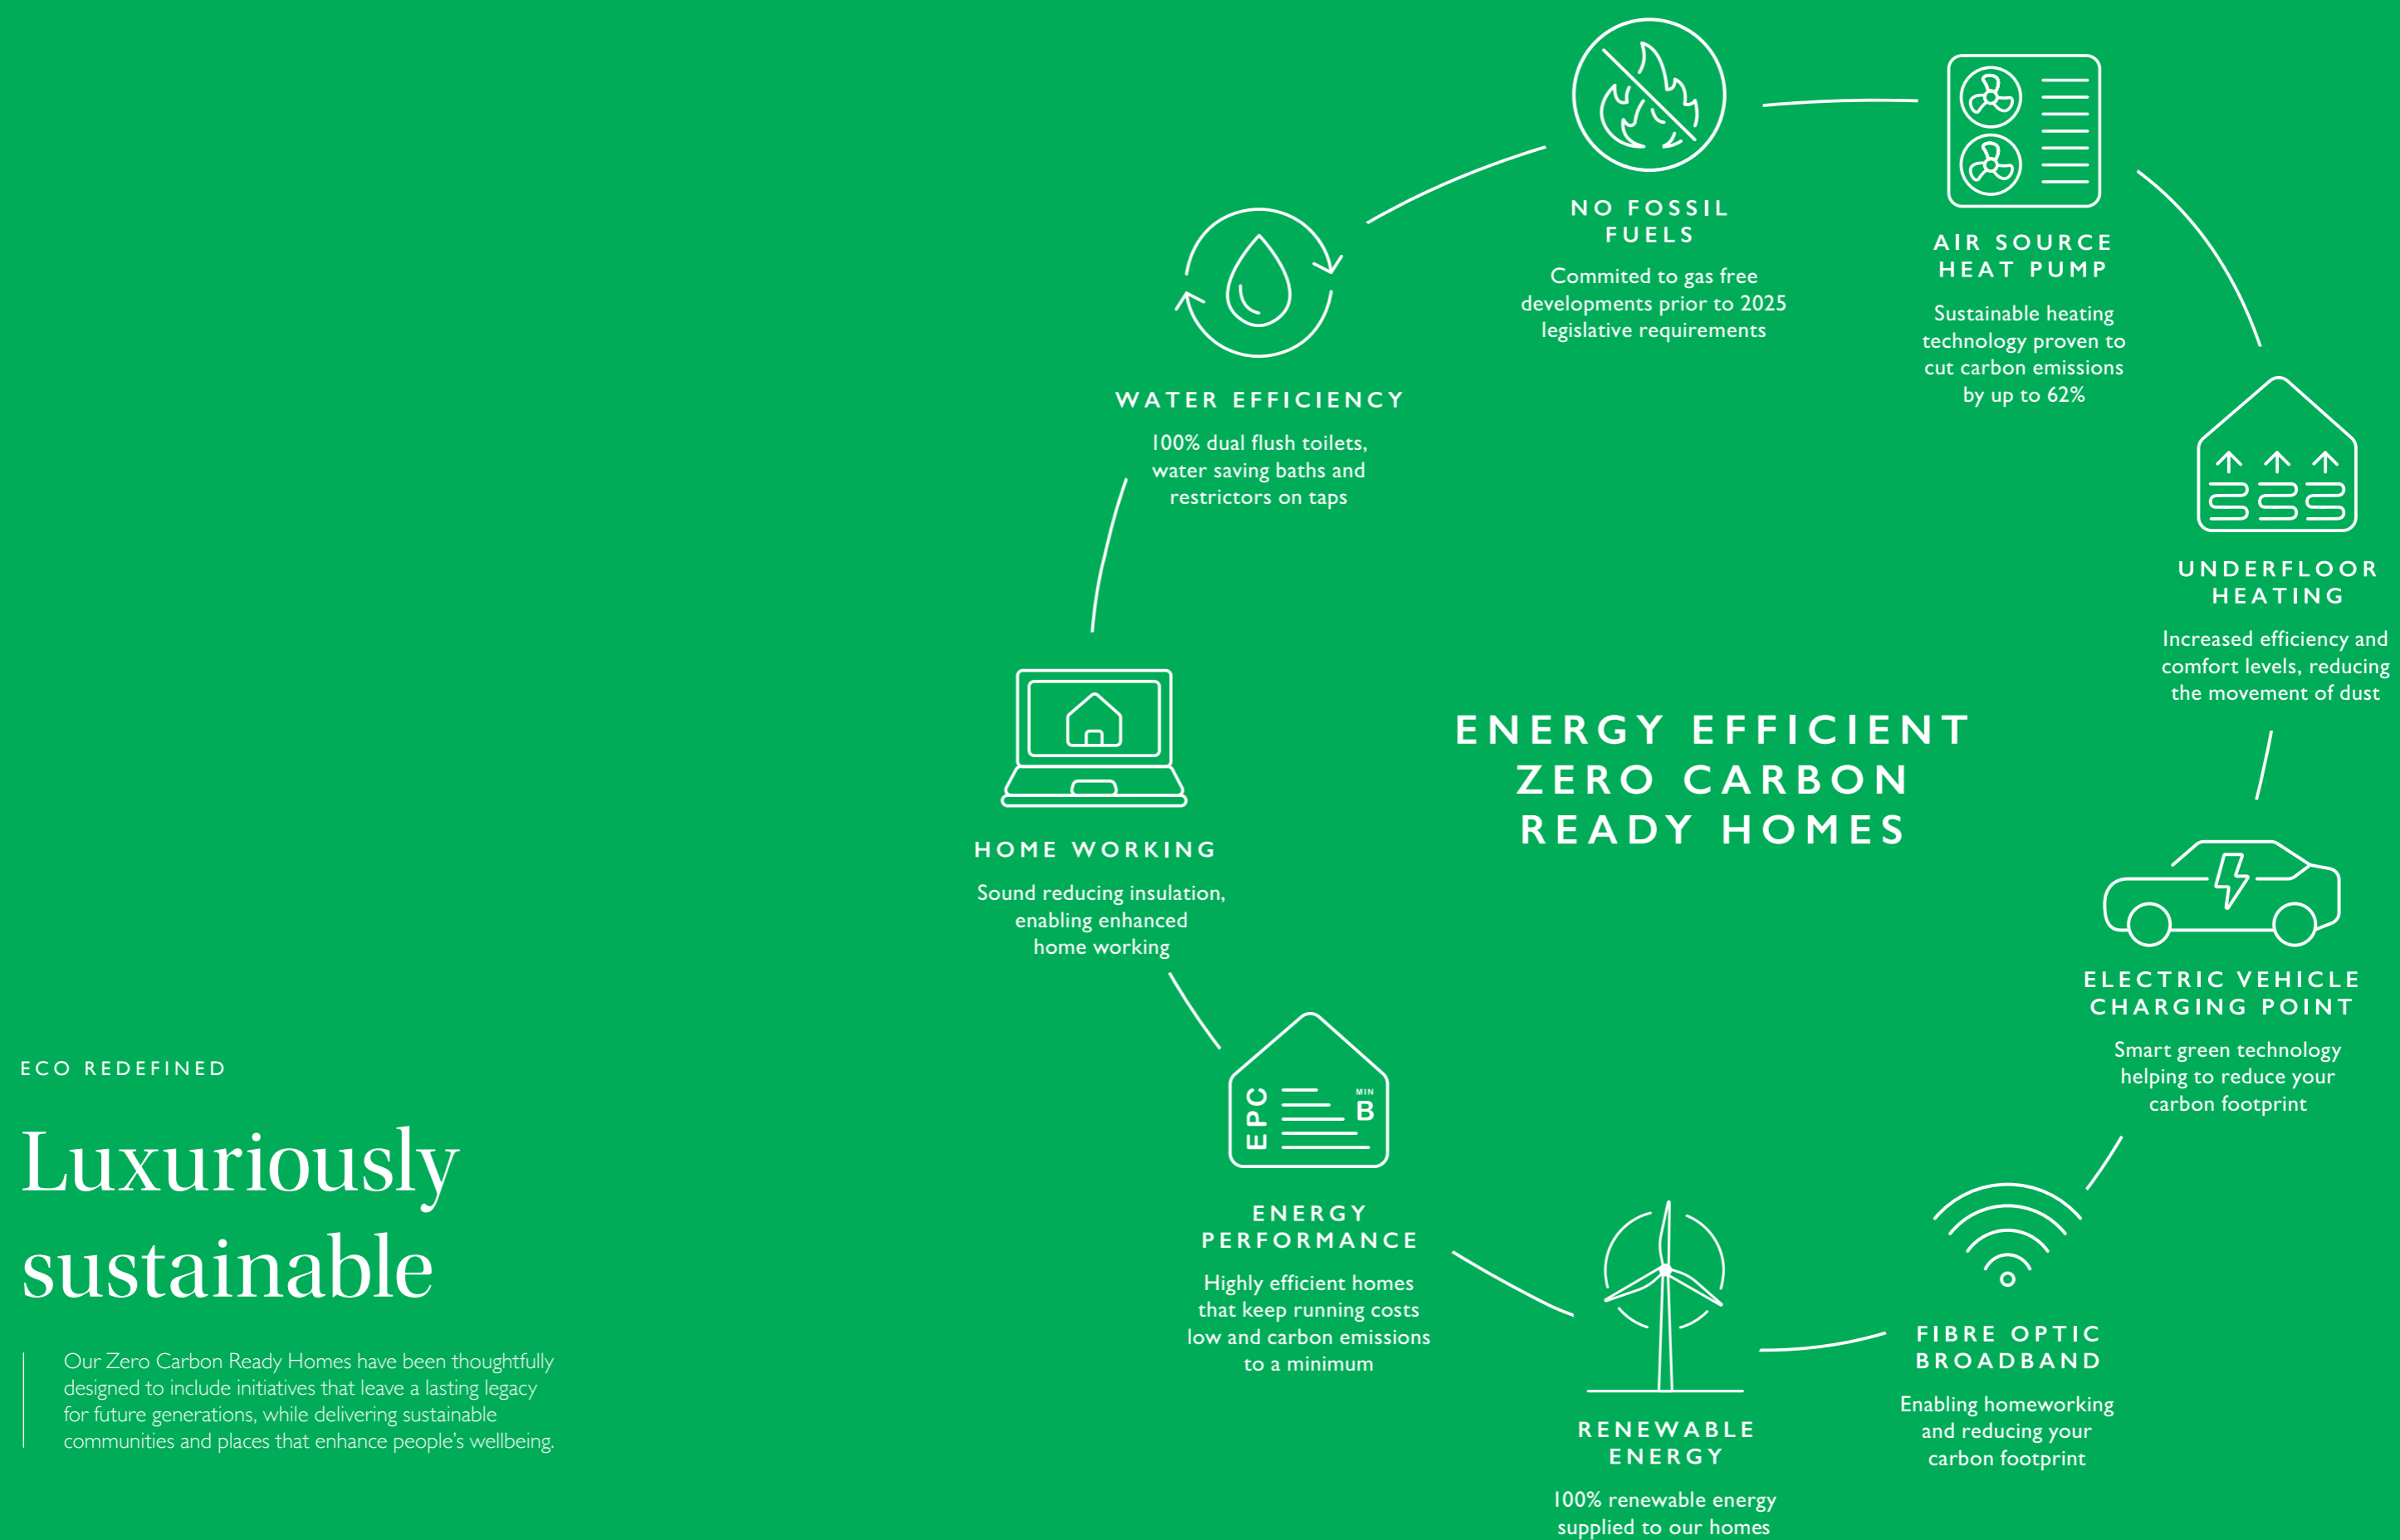 ECO REDEFINED
Luxuriously
sustainable
Our Zero Carbon Ready Homes have been thoughtfully
designed to include initiatives that leave a lasting legacy
for future generations, while delivering sustainable
communities and places that enhance people's wellbeing.
ENERGY EFFICIENT
ZERO CARBON
READY HOMES
NO FOSSIL
FUELS
Commited to gas free
developments prior to 2025
legislative requirements
AIR SOURCE
HEAT PUMP
Sustainable heating
technology proven to
cut carbon emissions
by up to 62%
UNDERFLOOR
HEATING
Increased efficiency and
comfort levels, reducing
the movement of dust
ELECTRIC VEHICLE
CHARGING POINT
Smart green technology
helping to reduce your
carbon footprint
FIBRE OPTIC
BROADBAND
Enabling homeworking
and reducing your
carbon footprint
RENEWABLE
ENERGY
100% renewable energy
supplied to our homes
EPC
MIN
B
ENERGY
PERFORMANCE
Highly efficient homes
that keep running costs
low and carbon emissions
to a minimum
HOME WORKING
Sound reducing insulation,
enabling enhanced
home working
WATER EFFICIENCY
100% dual flush toilets,
water saving baths and
restrictors on taps